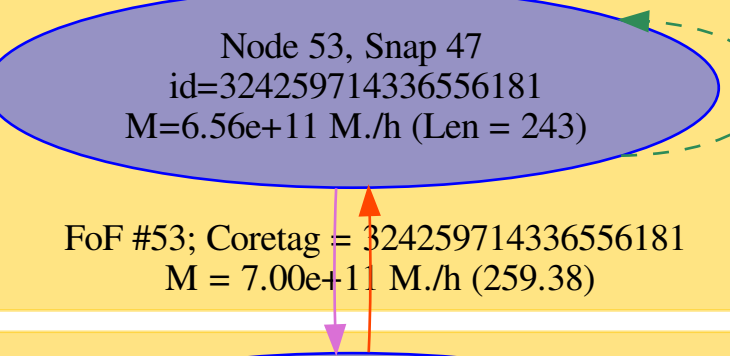 Node 53, Snap 47
id=324259714336556181
M=6.56e+11 M./h (Len = 243)
FoF #53; Coretag = 324259714336556181
M = 7.00e+11 M./h (259.38)